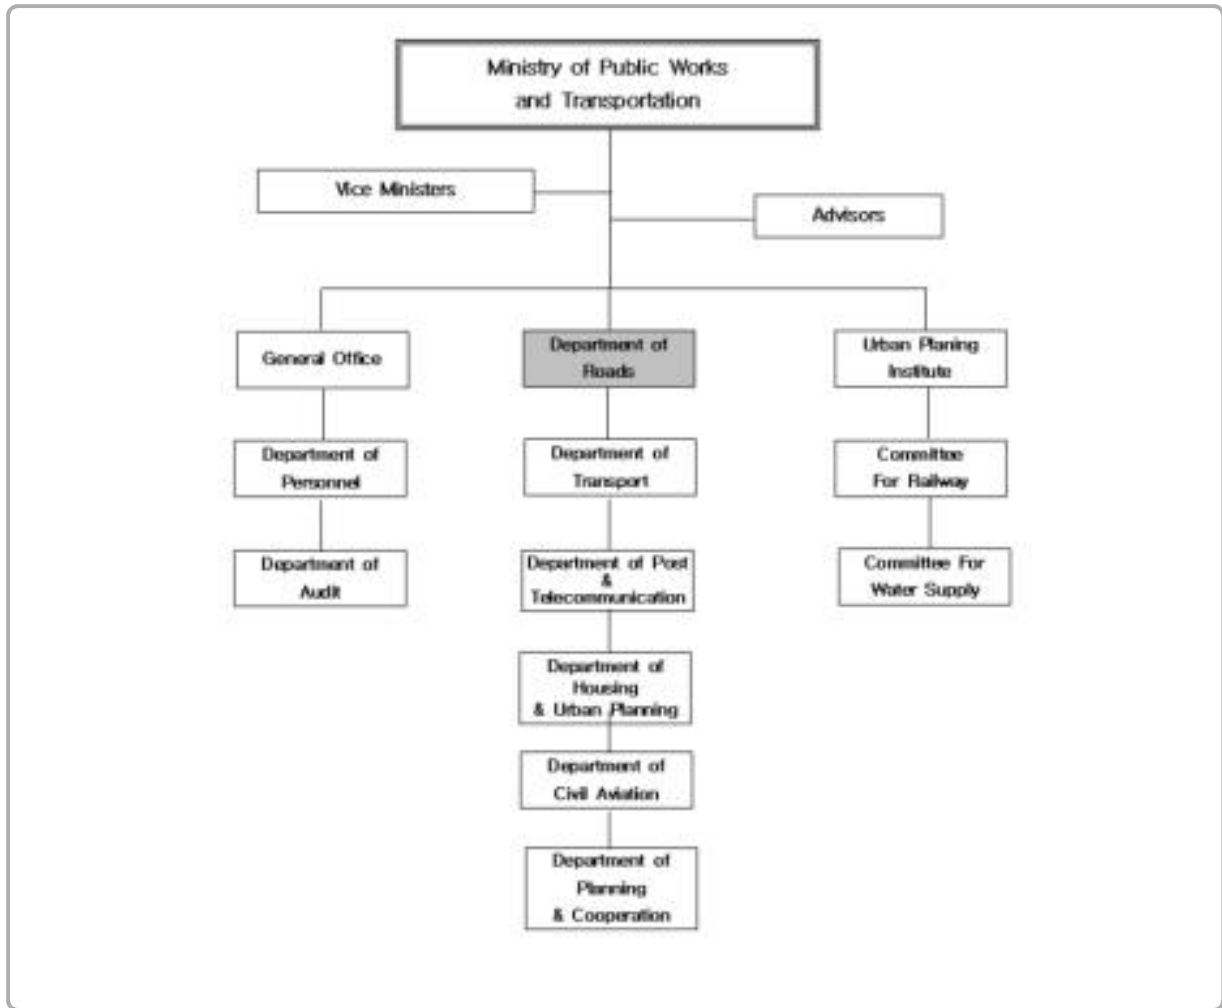 Ministry of Public Works
and Transportation
Vice Ministers
Advisors
General Office
Department of
Roads
Urban Planing
Institute
Department of
Personnel
Department of
Transport
Committee
For Railway
Department of
Audit
Department of Post
&
Telecommunication
Committee For
Water Supply
Department of
Housing
& Urban Planning
Department of
Civil Aviation
Department of
Planning
& Cooperation